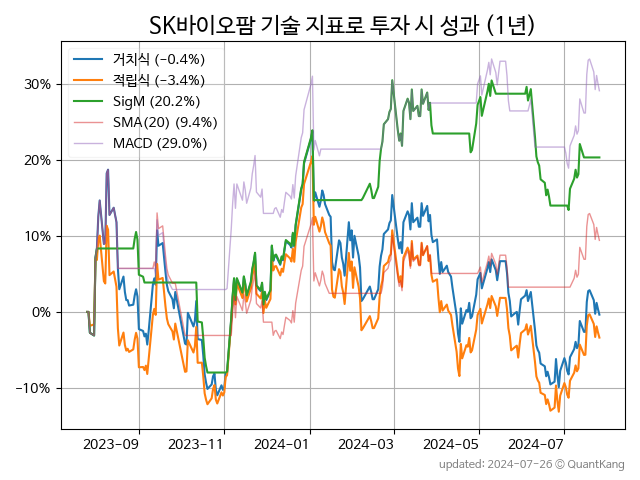 SK바이오팜 기술 지표로 투자 시 성과 (1년)
거치식 (−0.4%)
적립식 (−3.4%)
SigM (20.2%)
SMA(20) (9.4%)
MACD (29.0%)
30%
20%
10%
0%
−10%
2023−09 2023−11 2024−01 2024−03 2024−05 2024−07
updated: 2024-07-26 © QuantKang